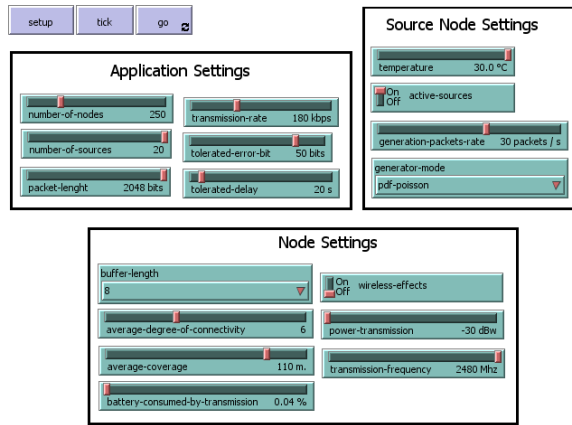 setup tick go
Application Settings
number-of-nodes 250
transmission-rate 180 kbps
number-of-sources 20
tolerated-error-bit 50 bits
packet-lenght 2048 bits
tolerated-delay 20 s
Source Node Settings
temperature 30.0 °C
On
Off
active-sources
generation-packets-rate 30 packets / s
generator-mode
pdf-poisson
Node Settings
buffer-length
8
On
Off
wireless-effects
average-degree-of-connectivity 6
power-transmission -30 dBw
average-coverage 110 m.
transmission-frequency 2480 Mhz
battery-consumed-by-transmission 0.04 %